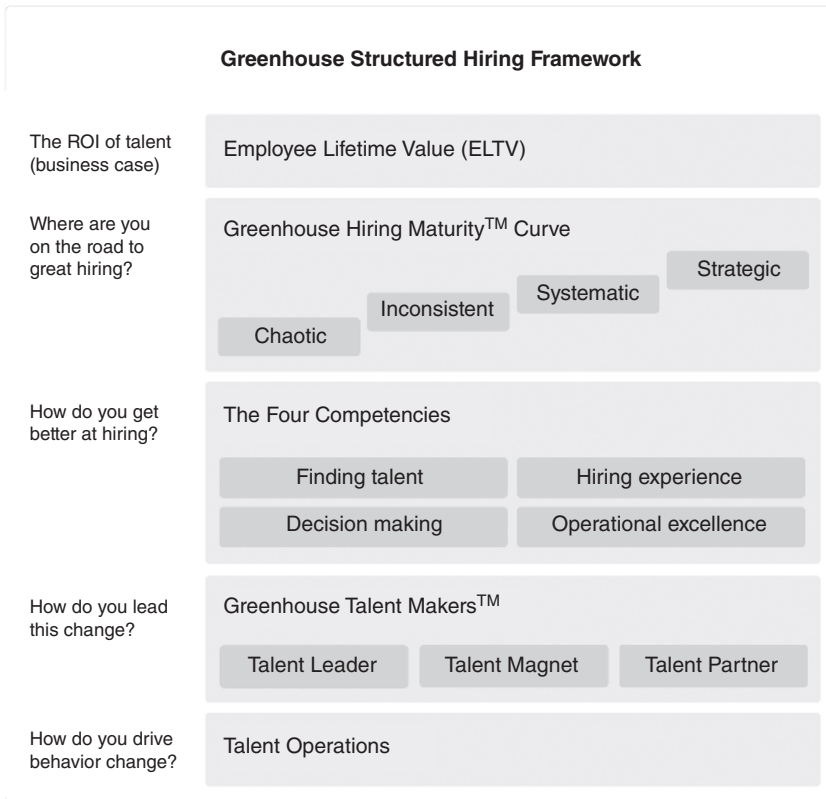 Greenhouse Structured Hiring Framework
The ROI of talent
(business case)
Employee Lifetime Value (ELTV)
Where are you
on the road to
great hiring?
Greenhouse Hiring Maturity™ Curve
Chaotic
Inconsistent
Systematic
Strategic
How do you get
better at hiring?
The Four Competencies
Finding talent
Hiring experience
Decision making
Operational excellence
How do you lead
this change?
Greenhouse Talent Makers™
Talent Leader
Talent Magnet
Talent Partner
How do you drive
behavior change?
Talent Operations